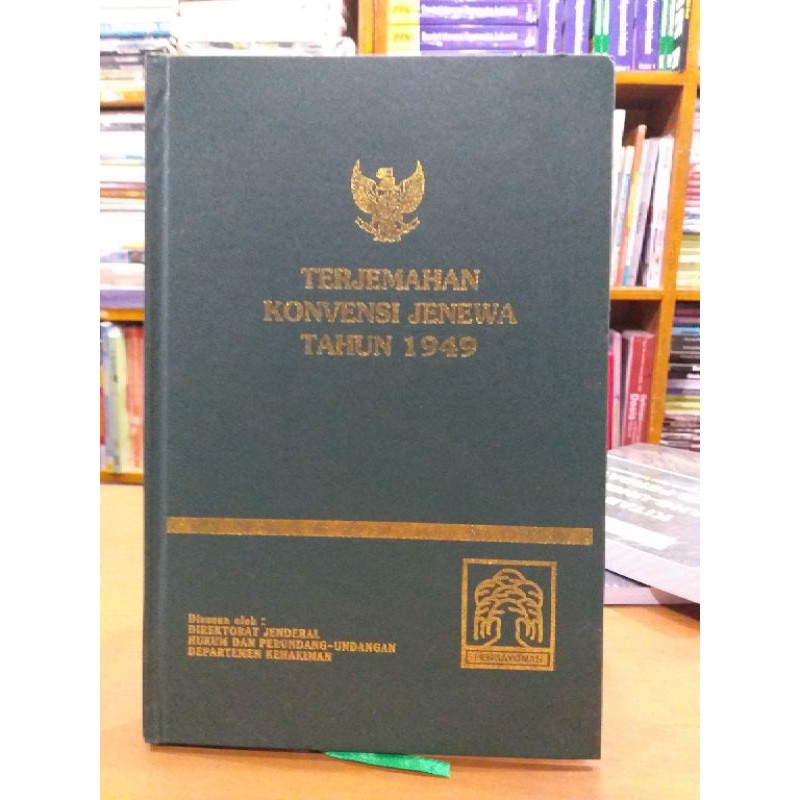 TERJEMAHAN
KONVENSI JENEWA
TAHUN 1949
Disusun oleh :
DIREKTORAT JENDERAL
HUKUM DAN PERUNDANG-UNDANGAN
DEPARTEMEN KEHAKIMAN
PENGAYOMAN